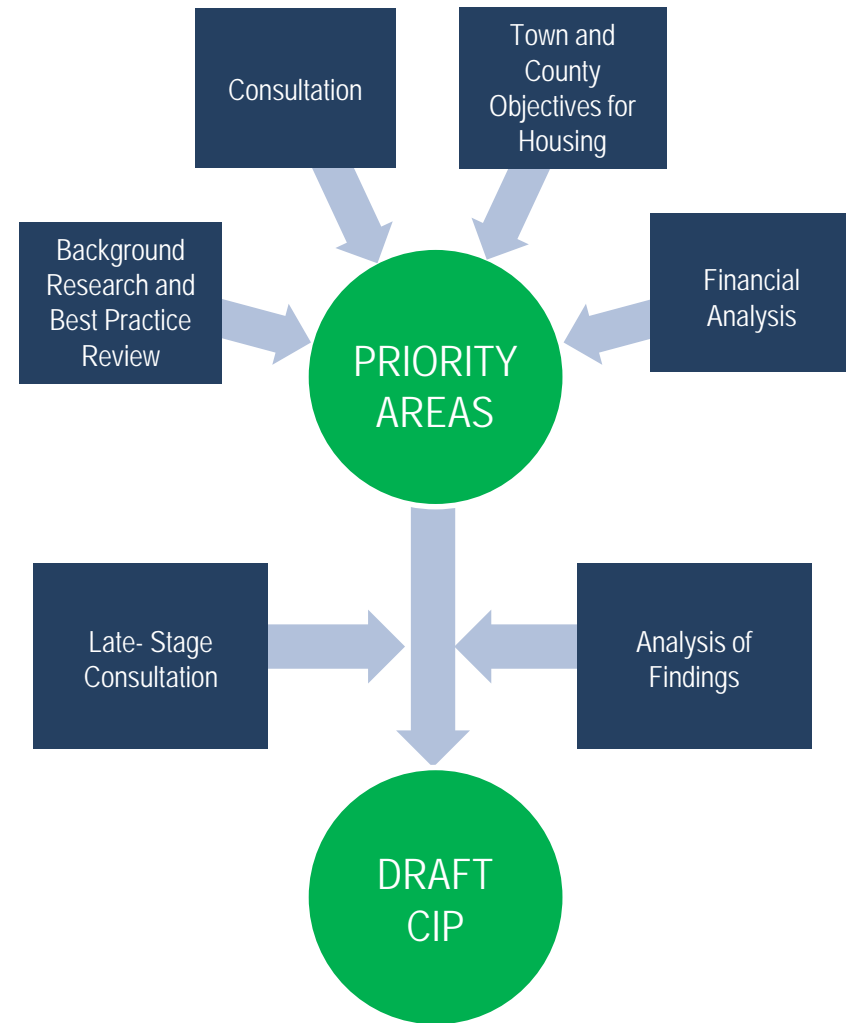 Consultation
Town and
County
Objectives for
Housing
Background
Research and
Best Practice
Review
Financial
Analysis
PRIORITY
AREAS
Late- Stage
Consultation
Analysis of
Findings
DRAFT
CIP